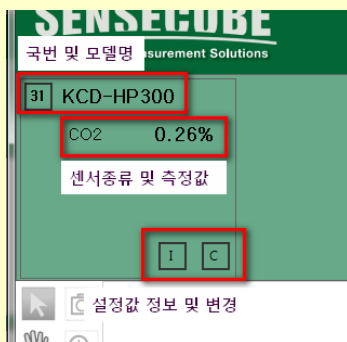 SENSECUBE
국번 및 모델명
surement Solutions
31 KCD-HP300
CO2 0.26%
센서종류 및 측정값
I C
설정값 정보 및 변경